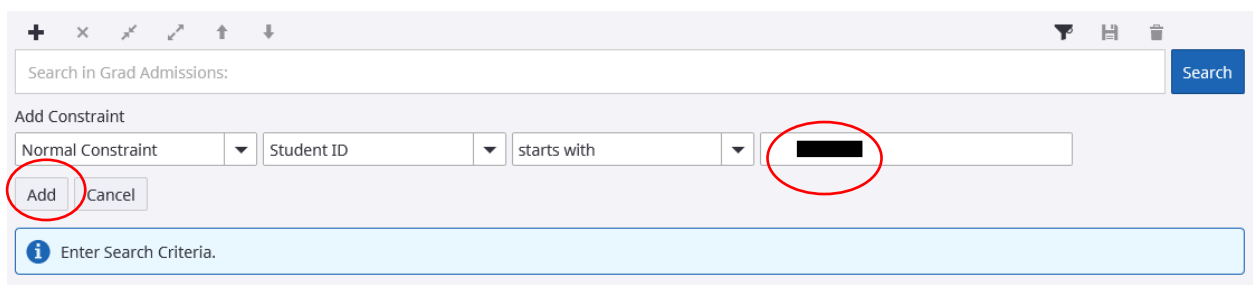 Search in Grad Admissions:
Search
Add Constraint
Normal Constraint Student ID starts with
Add Cancel
Enter Search Criteria.